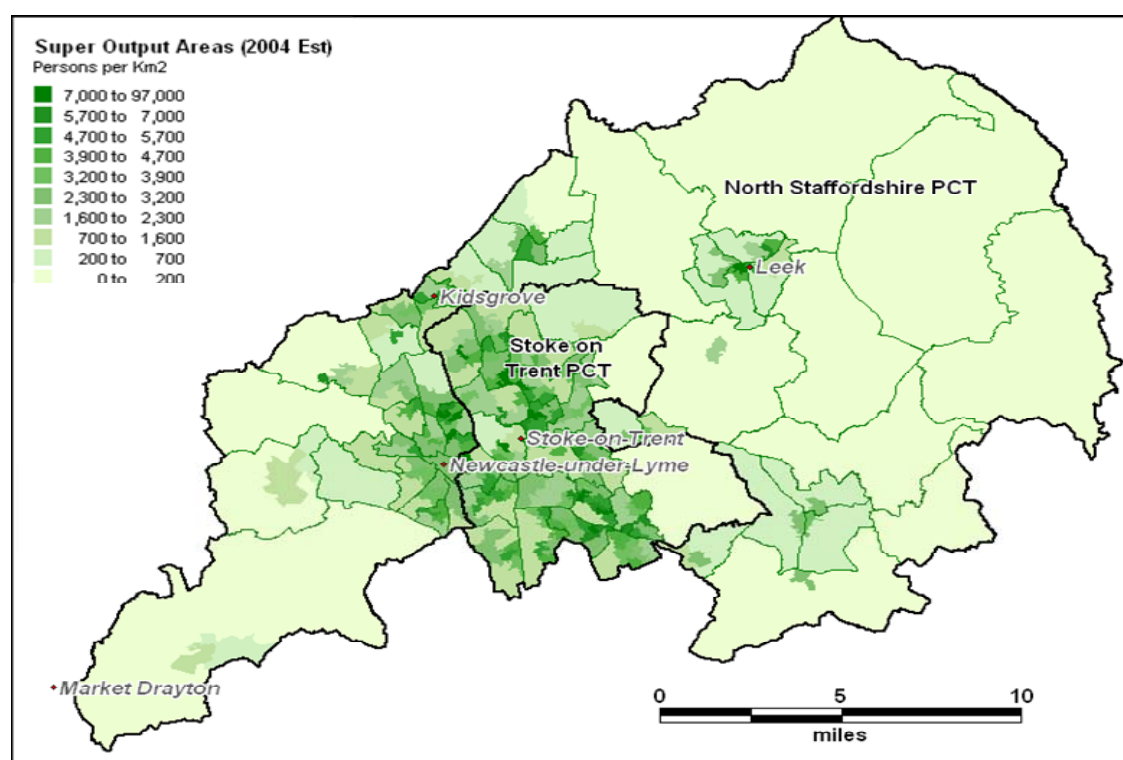 Super Output Areas (2004 Est)
Persons per Km2
7,000 to 97,000
5,700 to 7,000
4,700 to 5,700
3,900 to 4,700
3,200 to 3,900
2,300 to 3,200
1,600 to 2,300
700 to 1,600
200 to 700
0 to 200
North Staffordshire PCT
Leek
Kidsgrove
Stoke on
Trent PCT
Stoke-on-Trent
Newcastle-under-Lyme
Market Drayton
0 5 10
miles